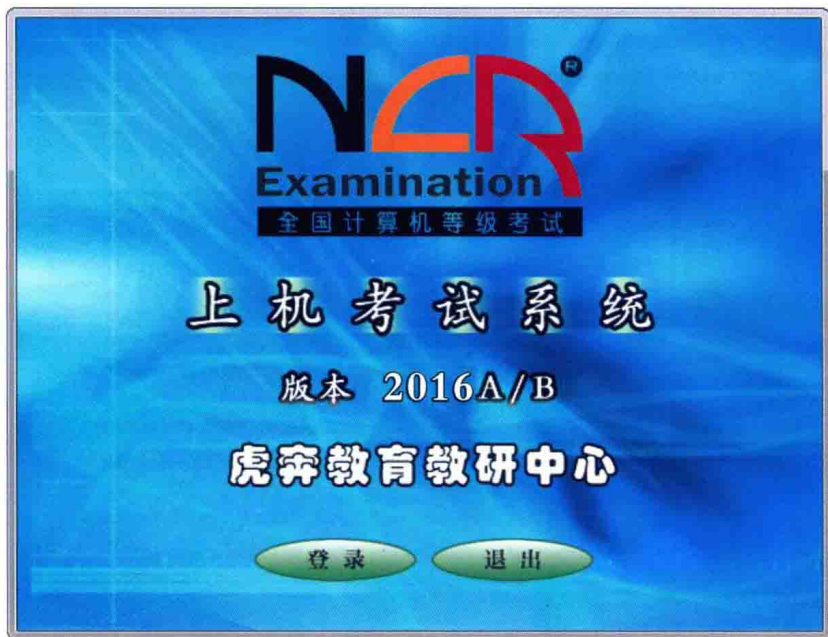 NCR®
Examination
全国计算机等级考试
上机考试系统
版本 2016A/B
虎奔教育教研中心
登录 退出